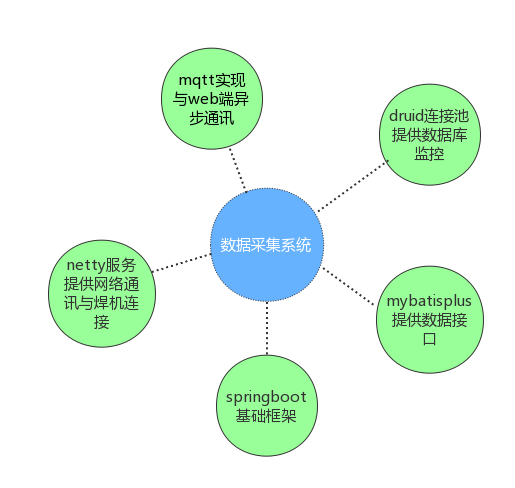 mqtt实现
与web端异
步通讯
druid连接池
提供数据库
监控
数据采集系统
netty服务
提供网络通
讯与焊机连
接
mybatisplus
提供数据接
口
springboot
基础框架